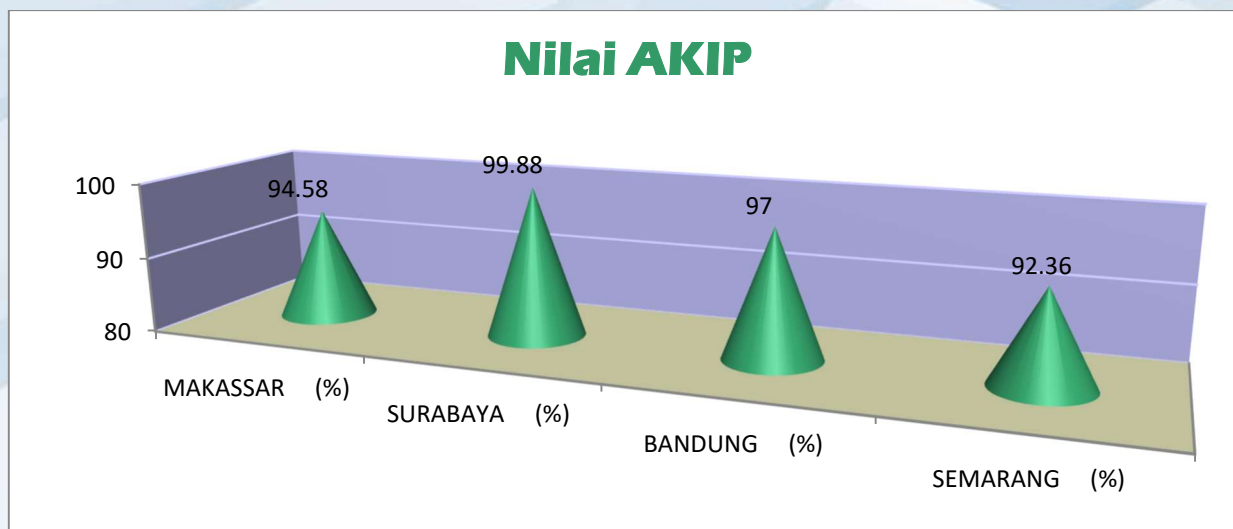 Nilai AKIP
100
90
80
94.58
99.88
97
92.36
MAKASSAR (%)
SURABAYA (%)
BANDUNG (%)
SEMARANG (%)